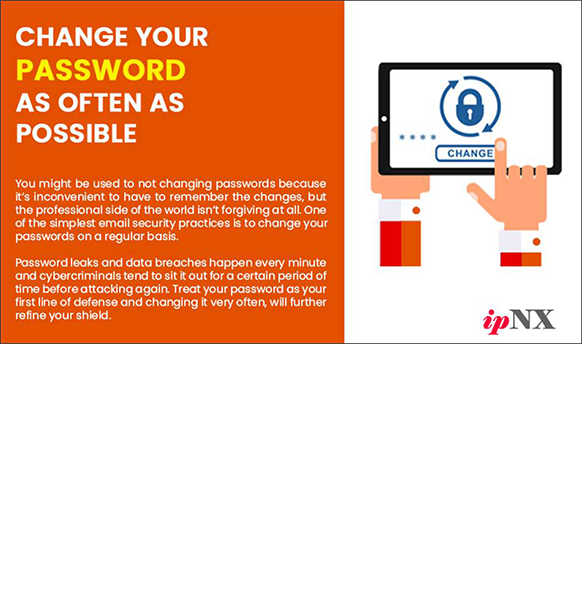 CHANGE YOUR
PASSWORD
AS OFTEN AS
POSSIBLE
You might be used to not changing passwords because
it's inconvenient to have to remember the changes, but
the professional side of the world isn't forgiving at all. One
of the simplest email security practices is to change your
passwords on a regular basis.
Password leaks and data breaches happen every minute
and cybercriminals tend to sit it out for a certain period of
time before attacking again. Treat your password as your
first line of defense and changing it very often, will further
refine your shield.
****
CHANGE
ipNX